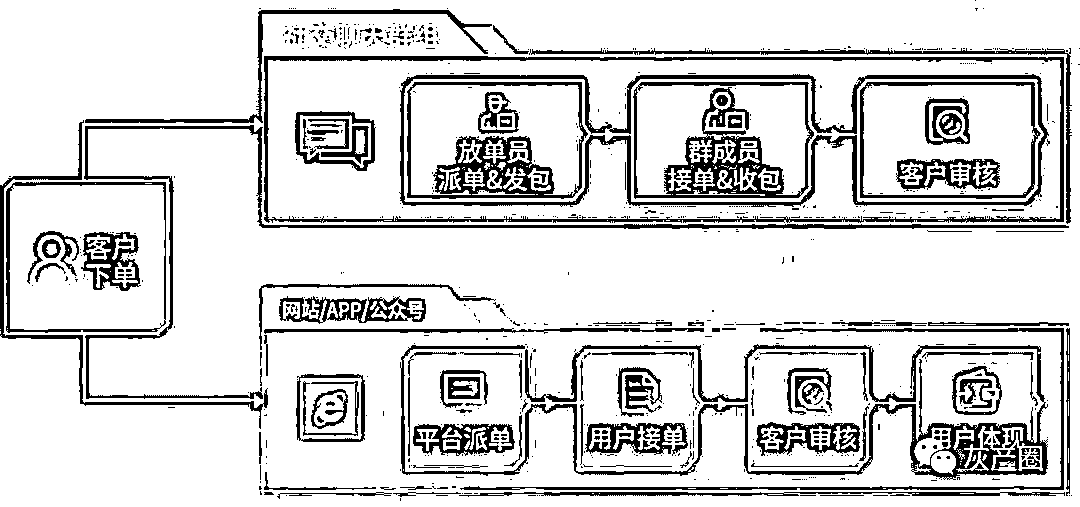 社交聊天群组
放单员
派单&发包
群成员
接单&收包
客户审核
客户
下单
网站/APP/公众号
平台派单
用户接单
客户审核
用户体现
灰产圈